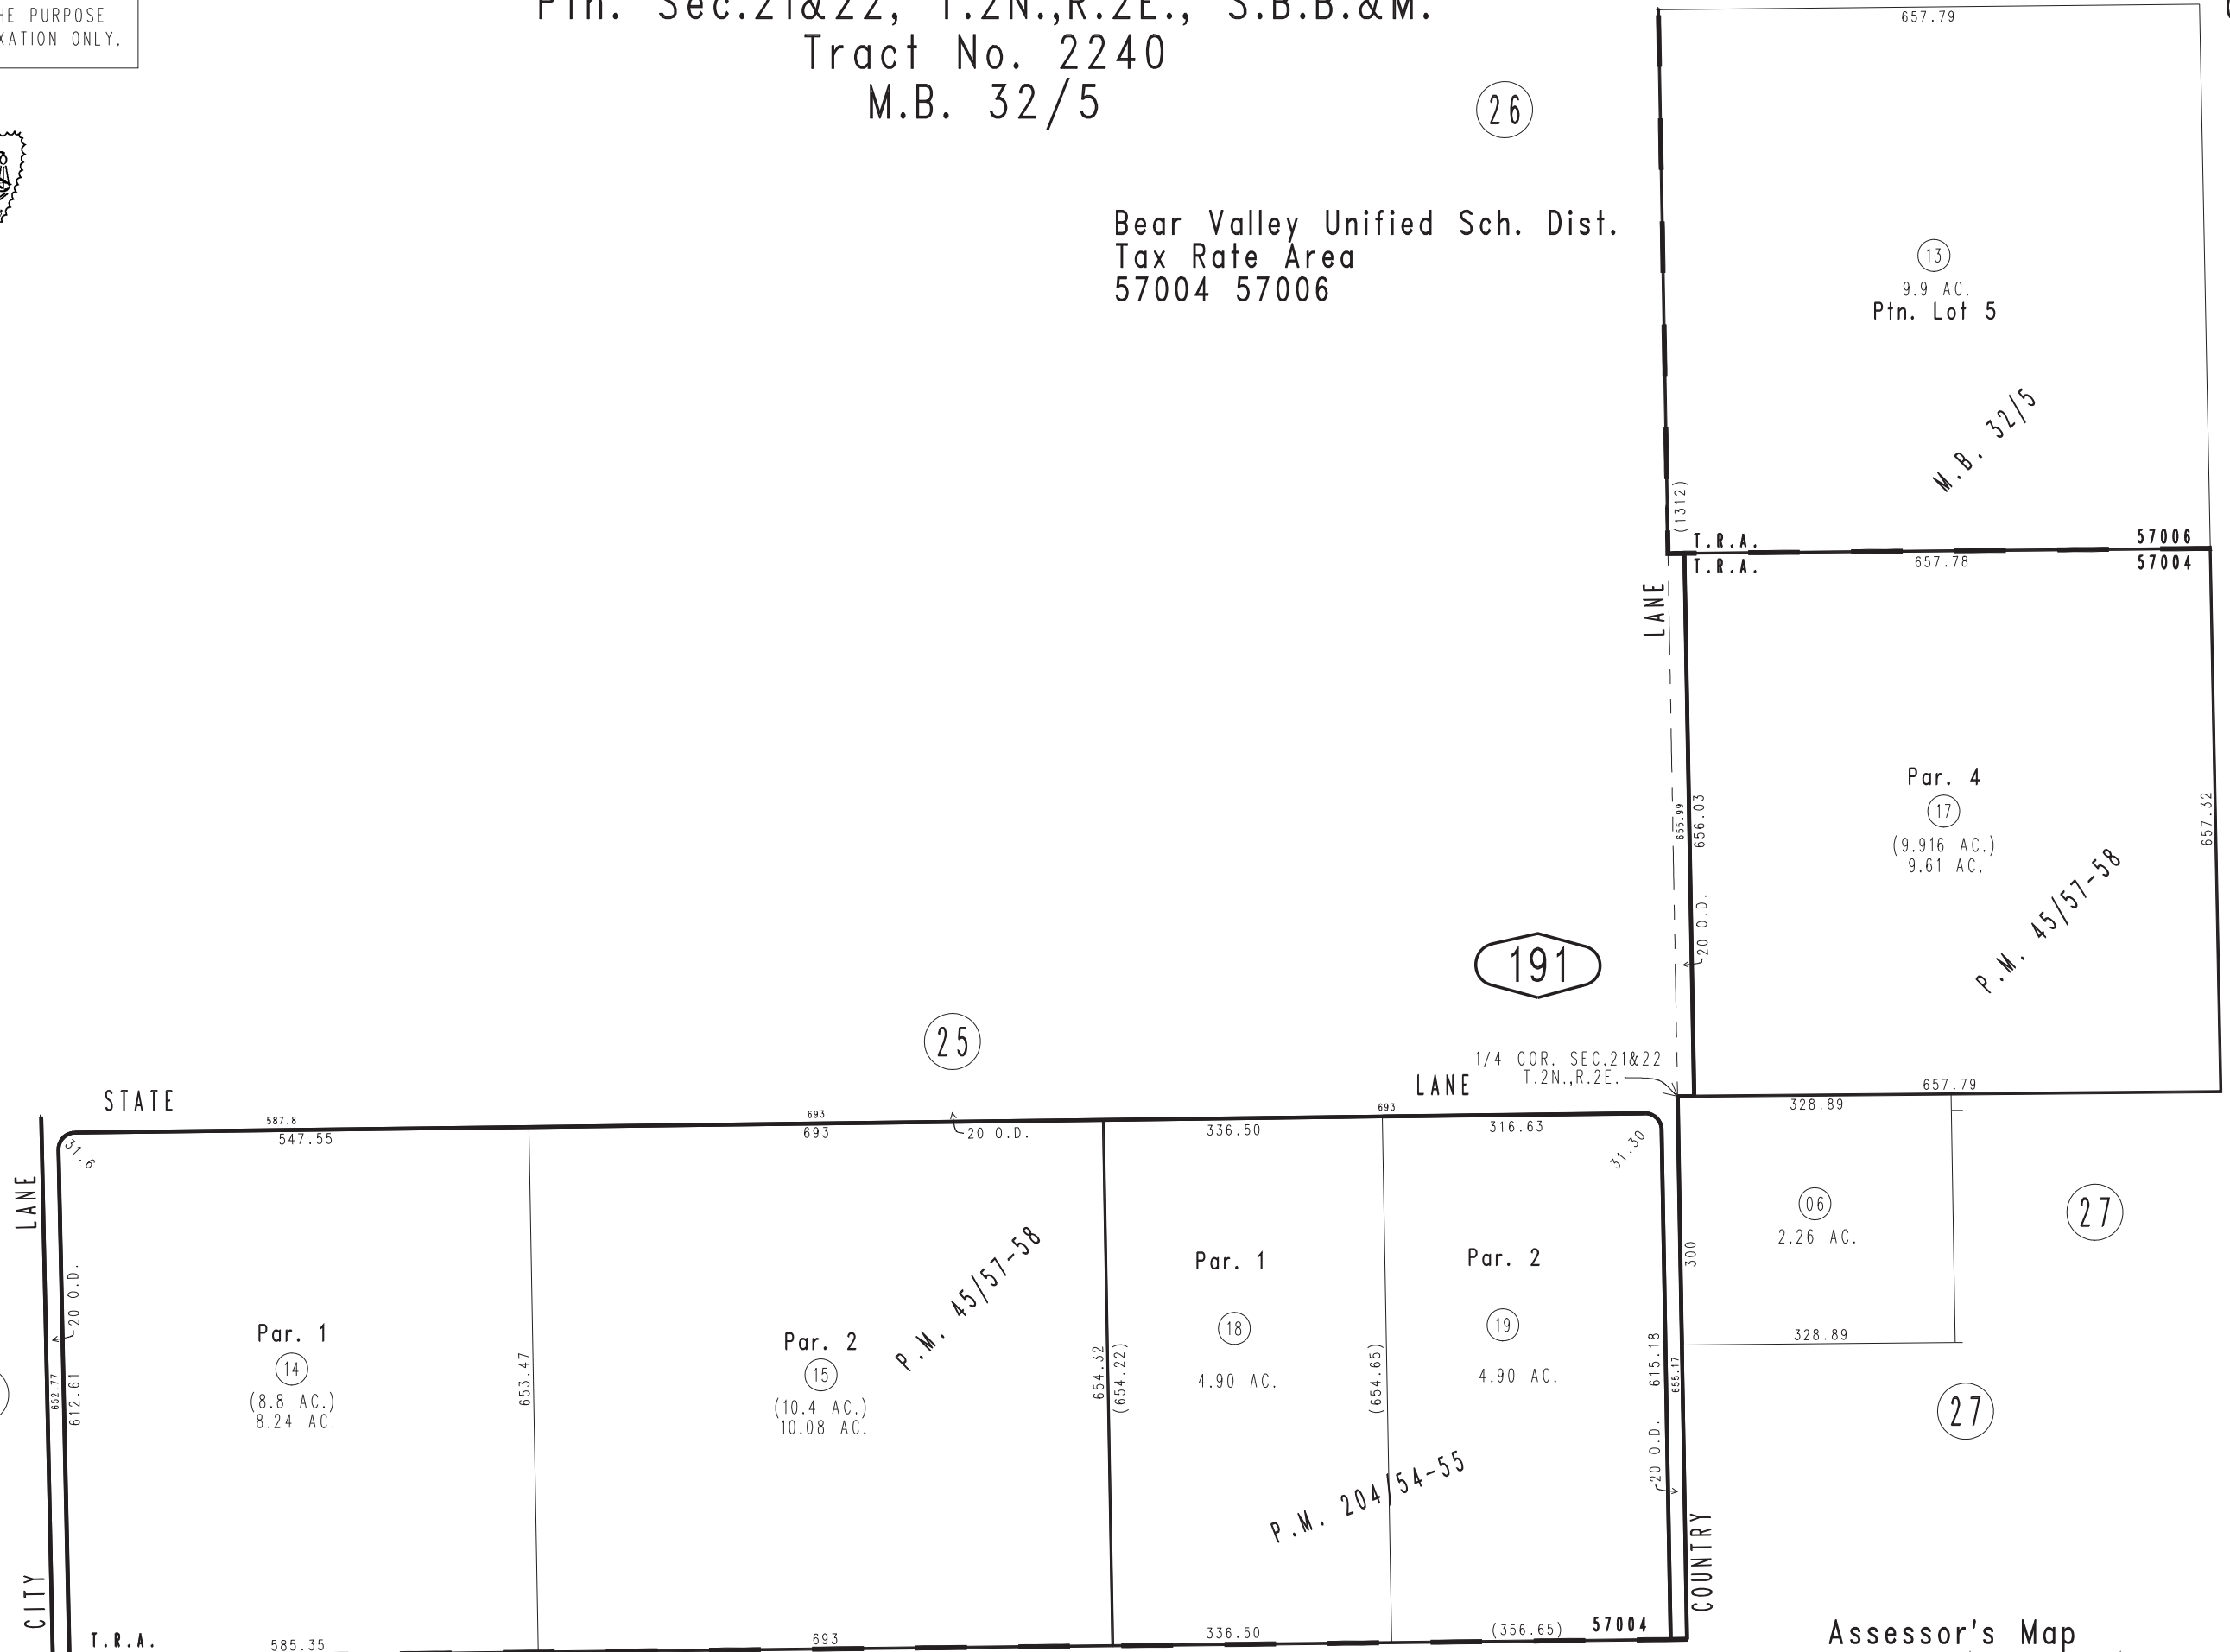 HE PURPOSE
XATION ONLY.
Ptn. Sec.21&22, T.2N.,R.2E., S.B.B.&M.
Tract No. 2240
M.B. 32/5
26
Bear Valley Unified Sch. Dist.
Tax Rate Area
57004 57006
657.79
13
9.9 AC.
Ptn. Lot 5
M.B. 32/5
(1312)
T.R.A.
57006
T.R.A.
657.78
57004
LANE
Par. 4
17
(9.916 AC.)
9.61 AC.
655.99
656.03
657.32
P.M. 45/57-58
20 O.D.
191
25
1/4 COR. SEC.21&22
T.2N.,R.2E.
657.79
STATE
LANE
328.89
587.8
693
693
547.55
693
20 O.D.
336.50
316.63
31.6
31.30
LANE
06
2.26 AC.
27
300
328.89
20 O.D.
652.77
612.61
Par. 1
14
(8.8 AC.)
8.24 AC.
653.47
Par. 2
15
(10.4 AC.)
10.08 AC.
P.M. 45/57-58
654.32
(654.22)
Par. 1
18
4.90 AC.
(654.65)
Par. 2
19
4.90 AC.
615.18
655.17
27
P.M. 204/54-55
20 O.D.
COUNTRY
CITY
T.R.A.
585.35
693
336.50
(356.65)
57004
Assessor's Map